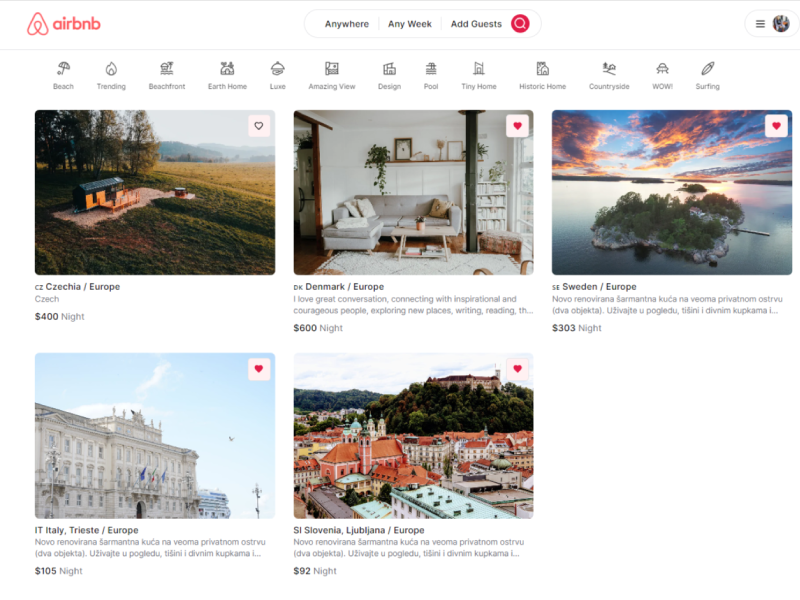 airbnb
Anywhere Any Week Add Guests
Beach Trending Beachfront Earth Home Luxe Amazing View Design Pool Tiny Home Historic Home Countryside WOW! Surfing
CZ Czechia / Europe
Czech
$400 Night
DK Denmark / Europe
I love great conversation, connecting with inspirational and
courageous people, exploring new places, writing, reading, th...
$600 Night
SE Sweden / Europe
Novo renovirana šarmantna kuća na veoma privatnom ostrvu
(dva objekta). Uživajte u pogledu, tišini i divnim kupkama i...
$303 Night
IT Italy, Trieste / Europe
Novo renovirana šarmantna kuća na veoma privatnom ostrvu
(dva objekta). Uživajte u pogledu, tišini i divnim kupkama i...
$105 Night
SI Slovenia, Ljubljana / Europe
Novo renovirana šarmantna kuća na veoma privatnom ostrvu
(dva objekta). Uživajte u pogledu, tišini i divnim kupkama i...
$92 Night